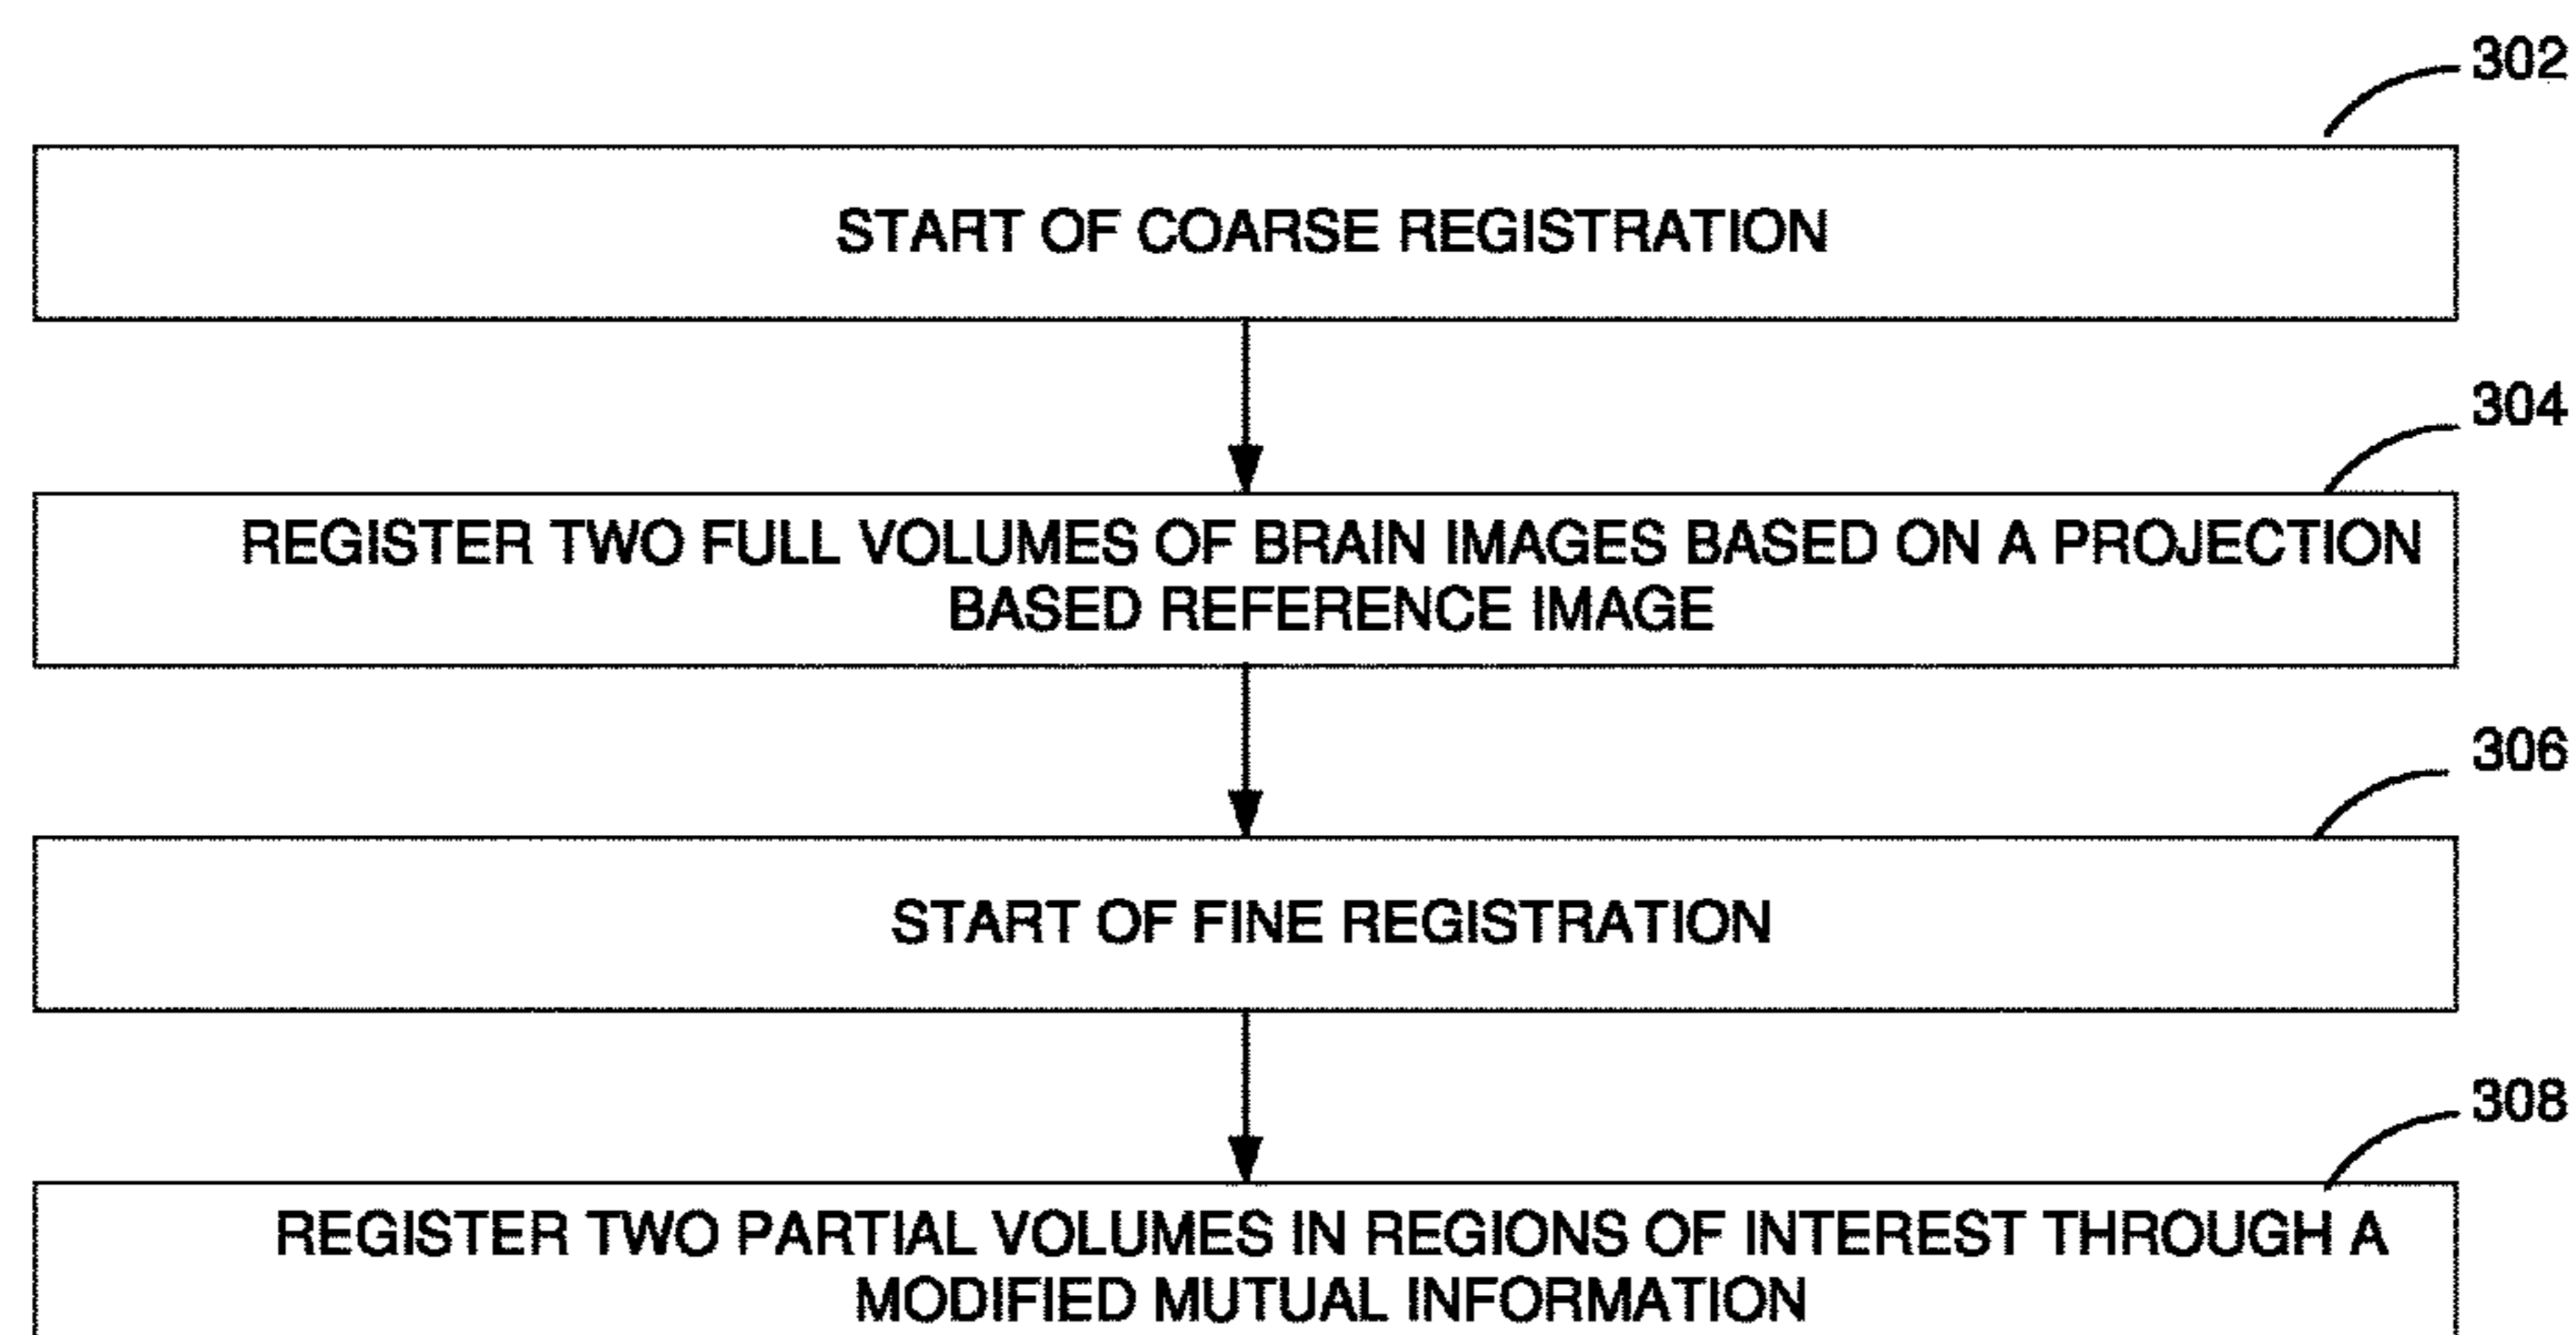 302
START OF COARSE REGISTRATION
304
REGISTER TWO FULL VOLUMES OF BRAIN IMAGES BASED ON A PROJECTION
BASED REFERENCE IMAGE
306
START OF FINE REGISTRATION
308
REGISTER TWO PARTIAL VOLUMES IN REGIONS OF INTEREST THROUGH A
MODIFIED MUTUAL INFORMATION